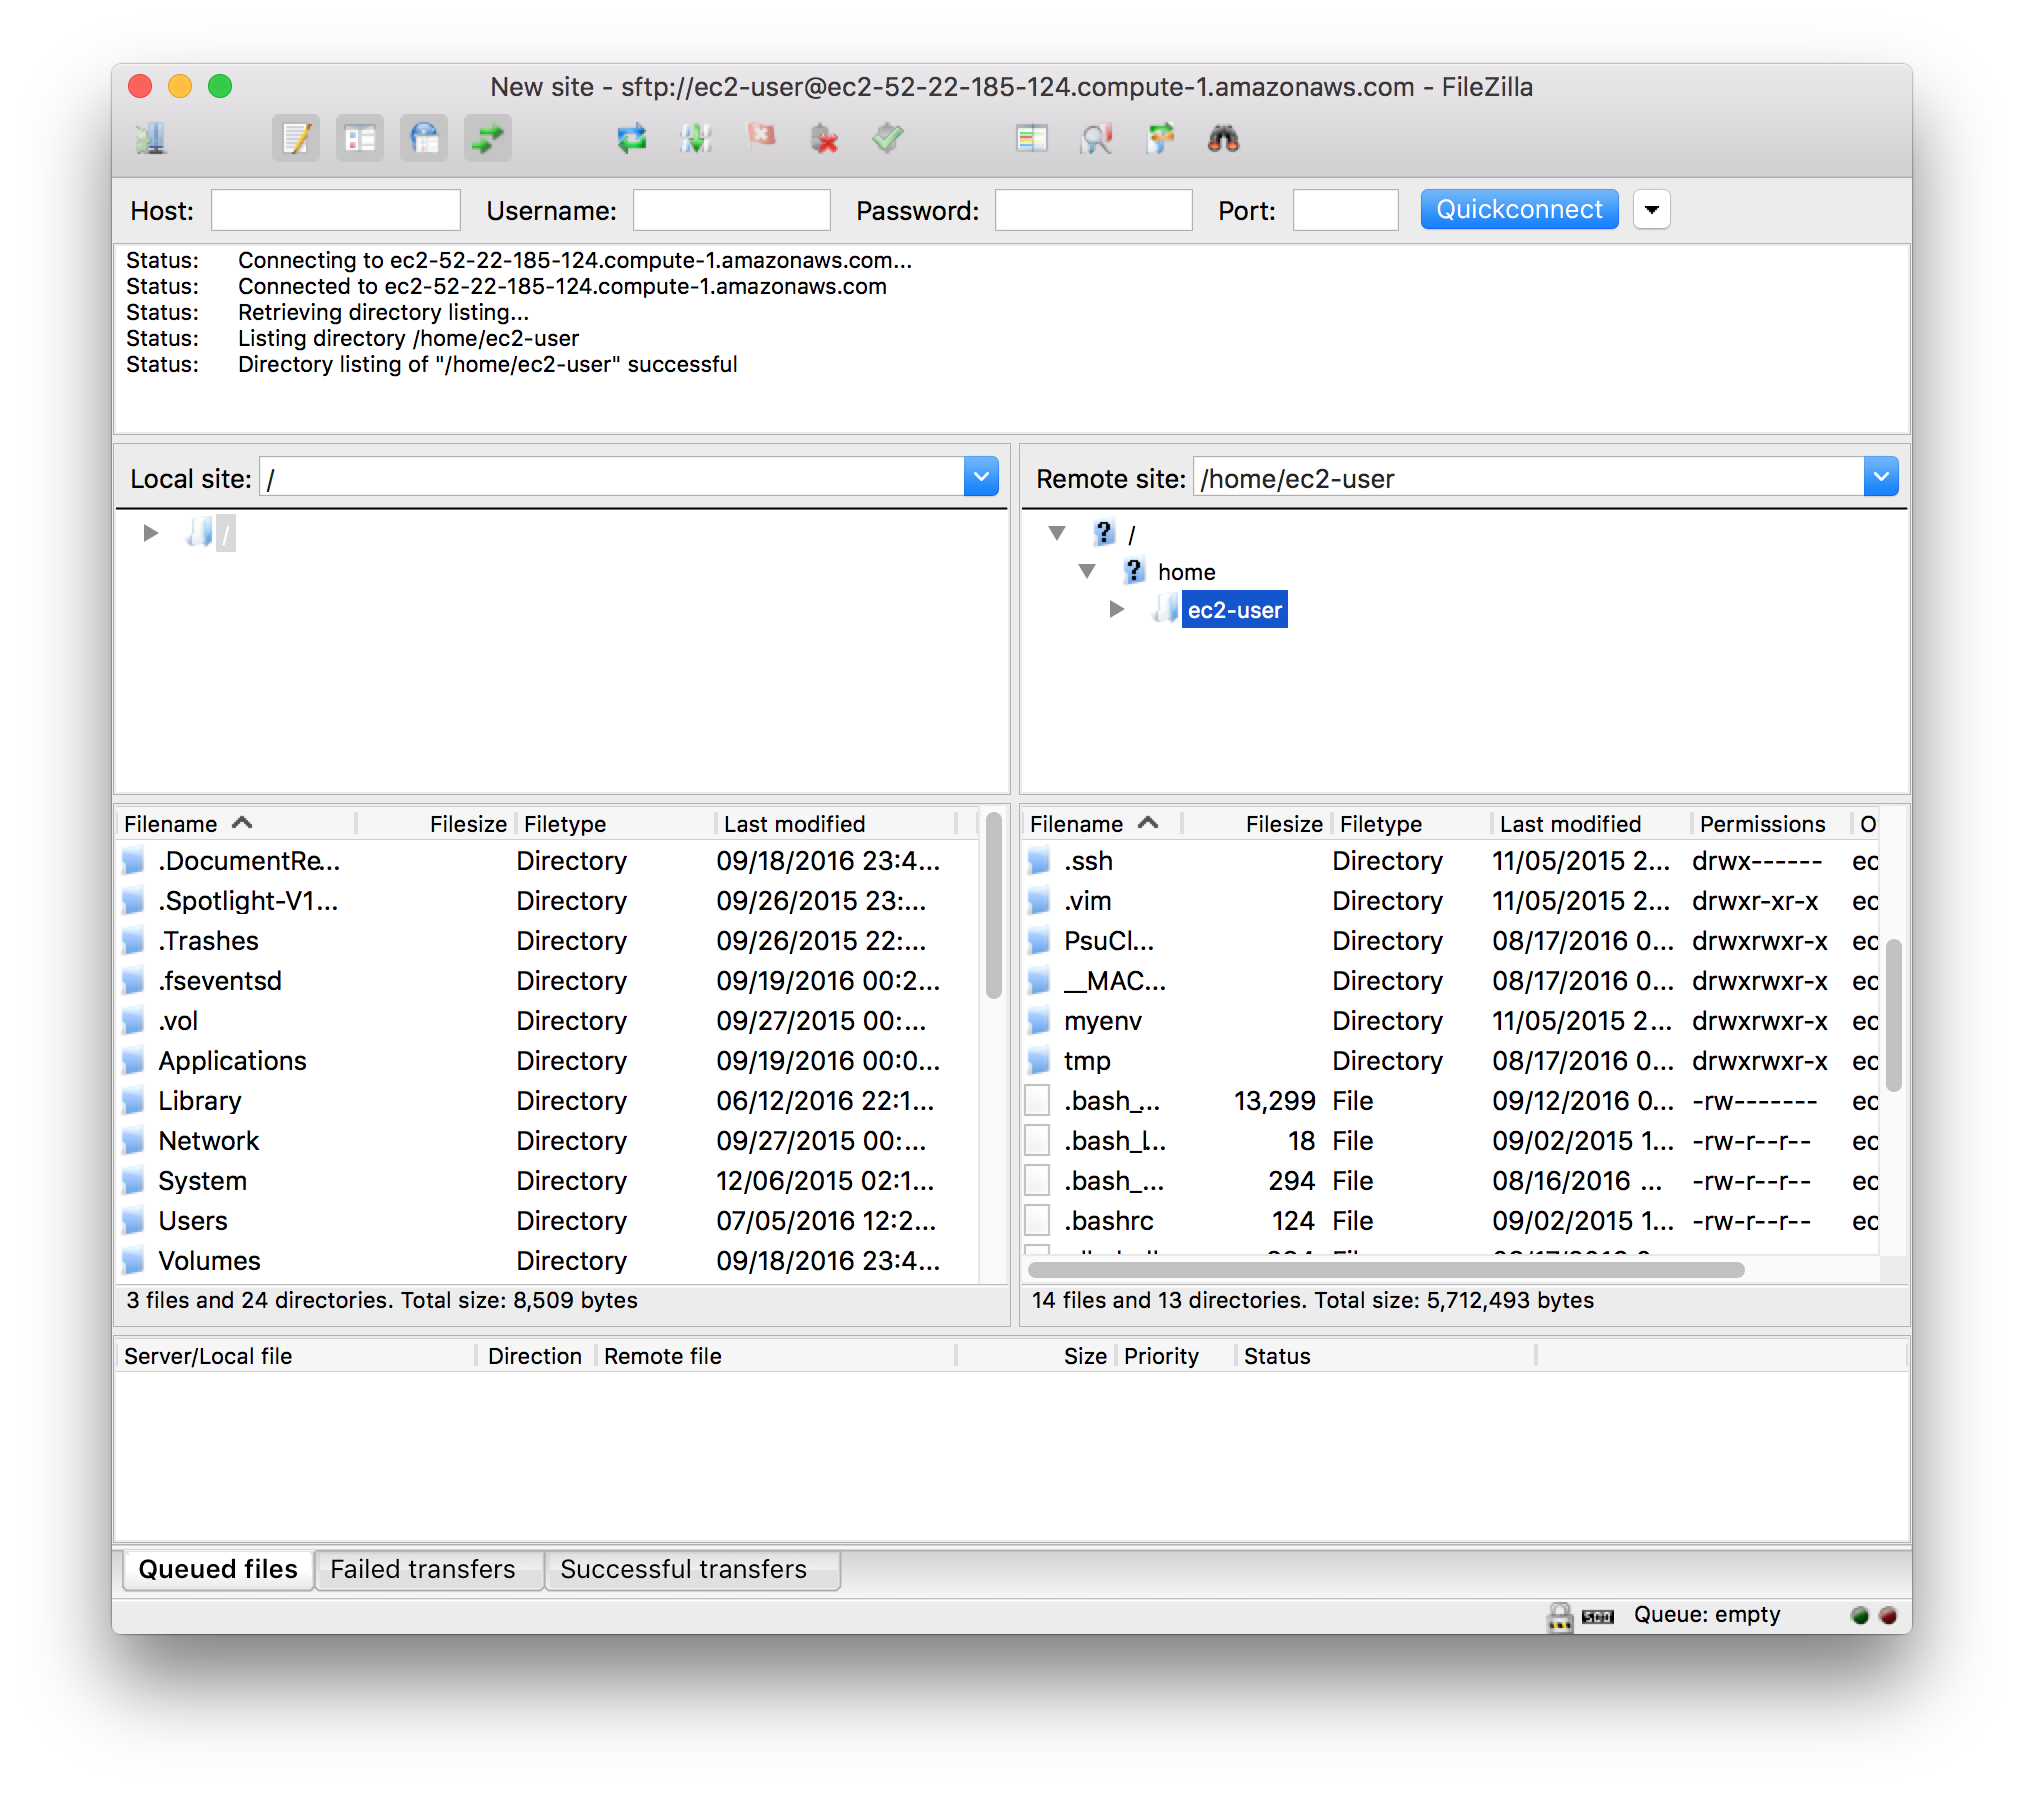 New site - sftp://ec2-user@ec2-52-22-185-124.compute-1.amazonaws.com - FileZilla
Host: Username: Password: Port: Quickconnect
Status: Connecting to ec2-52-22-185-124.compute-1.amazonaws.com...
Status: Connected to ec2-52-22-185-124.compute-1.amazonaws.com
Status: Retrieving directory listing...
Status: Listing directory /home/ec2-user
Status: Directory listing of "/home/ec2-user" successful
Local site: /
/
Filename Filesize Filetype Last modified
.DocumentRe... Directory 09/18/2016 23:4...
.Spotlight-V1... Directory 09/26/2015 23:...
.Trashes Directory 09/26/2015 22:...
.fseventsd Directory 09/19/2016 00:2...
.vol Directory 09/27/2015 00:...
Applications Directory 09/19/2016 00:0...
Library Directory 06/12/2016 22:1...
Network Directory 09/27/2015 00:...
System Directory 12/06/2015 02:1...
Users Directory 07/05/2016 12:2...
Volumes Directory 09/18/2016 23:4...
3 files and 24 directories. Total size: 8,509 bytes
Remote site: /home/ec2-user
? /
? home
ec2-user
Filename Filesize Filetype Last modified Permissions O
.ssh Directory 11/05/2015 2... drwx------ ec
.vim Directory 11/05/2015 2... drwxr-xr-x ec
PsuCl... Directory 08/17/2016 0... drwxrwxr-x ec
__MAC... Directory 08/17/2016 0... drwxrwxr-x ec
myenv Directory 11/05/2015 2... drwxrwxr-x ec
tmp Directory 08/17/2016 0... drwxrwxr-x ec
.bash_... 13,299 File 09/12/2016 0... -rw------- ec
.bash_l... 18 File 09/02/2015 1... -rw-r--r-- ec
.bash_... 294 File 08/16/2016 ... -rw-r--r-- ec
.bashrc 124 File 09/02/2015 1... -rw-r--r-- ec
14 files and 13 directories. Total size: 5,712,493 bytes
Server/Local file Direction Remote file Size Priority Status
Queued files Failed transfers Successful transfers
Queue: empty